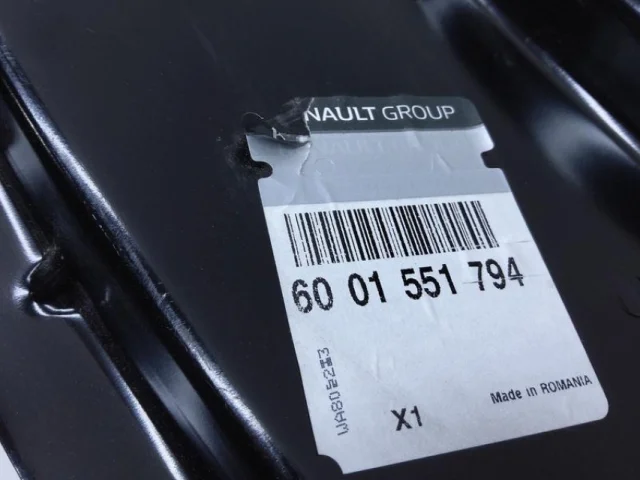 NAULT GROUP
60 01 551 794
Made in ROMANIA
X1